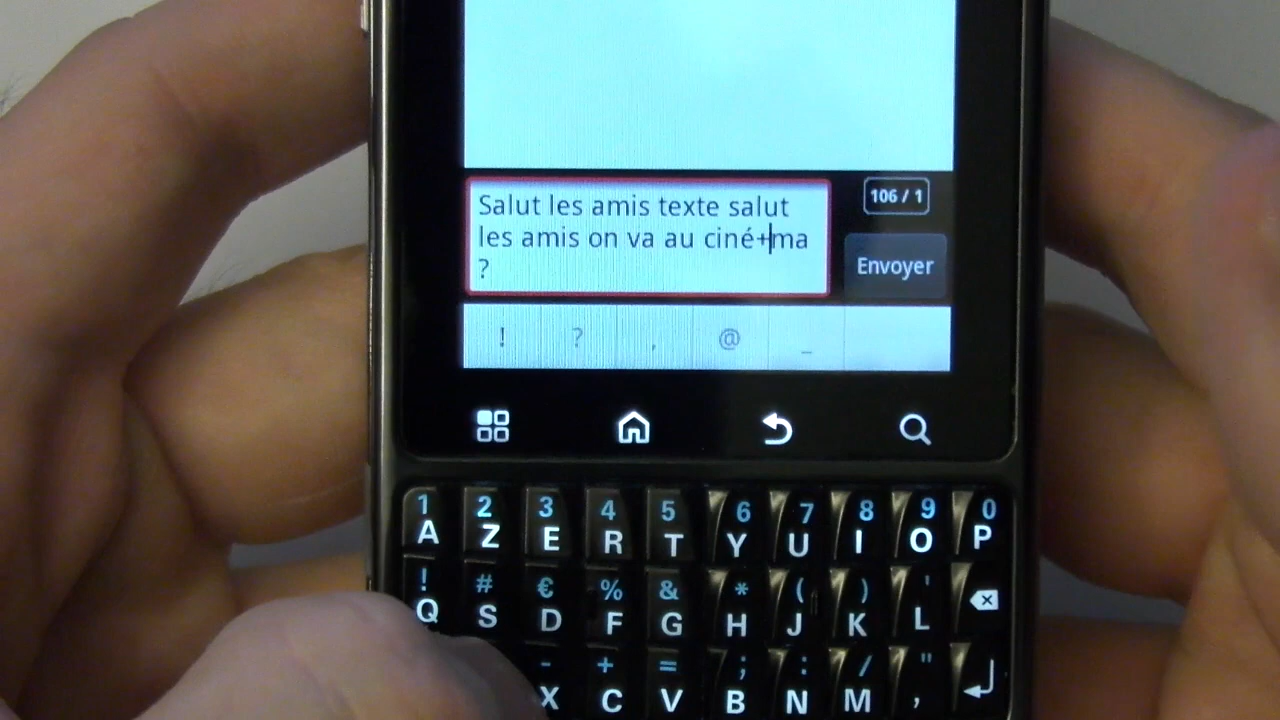 Salut les amis texte salut
les amis on va au ciné+ma
?
106 / 1
Envoyer
! ? , @ _
1 2 3 4 5 6 7 8 9 0
A Z E R T Y U I O P
! # € % & * ( ) '
Q S D F G H J K L
- + = ; : / "
X C V B N M ,